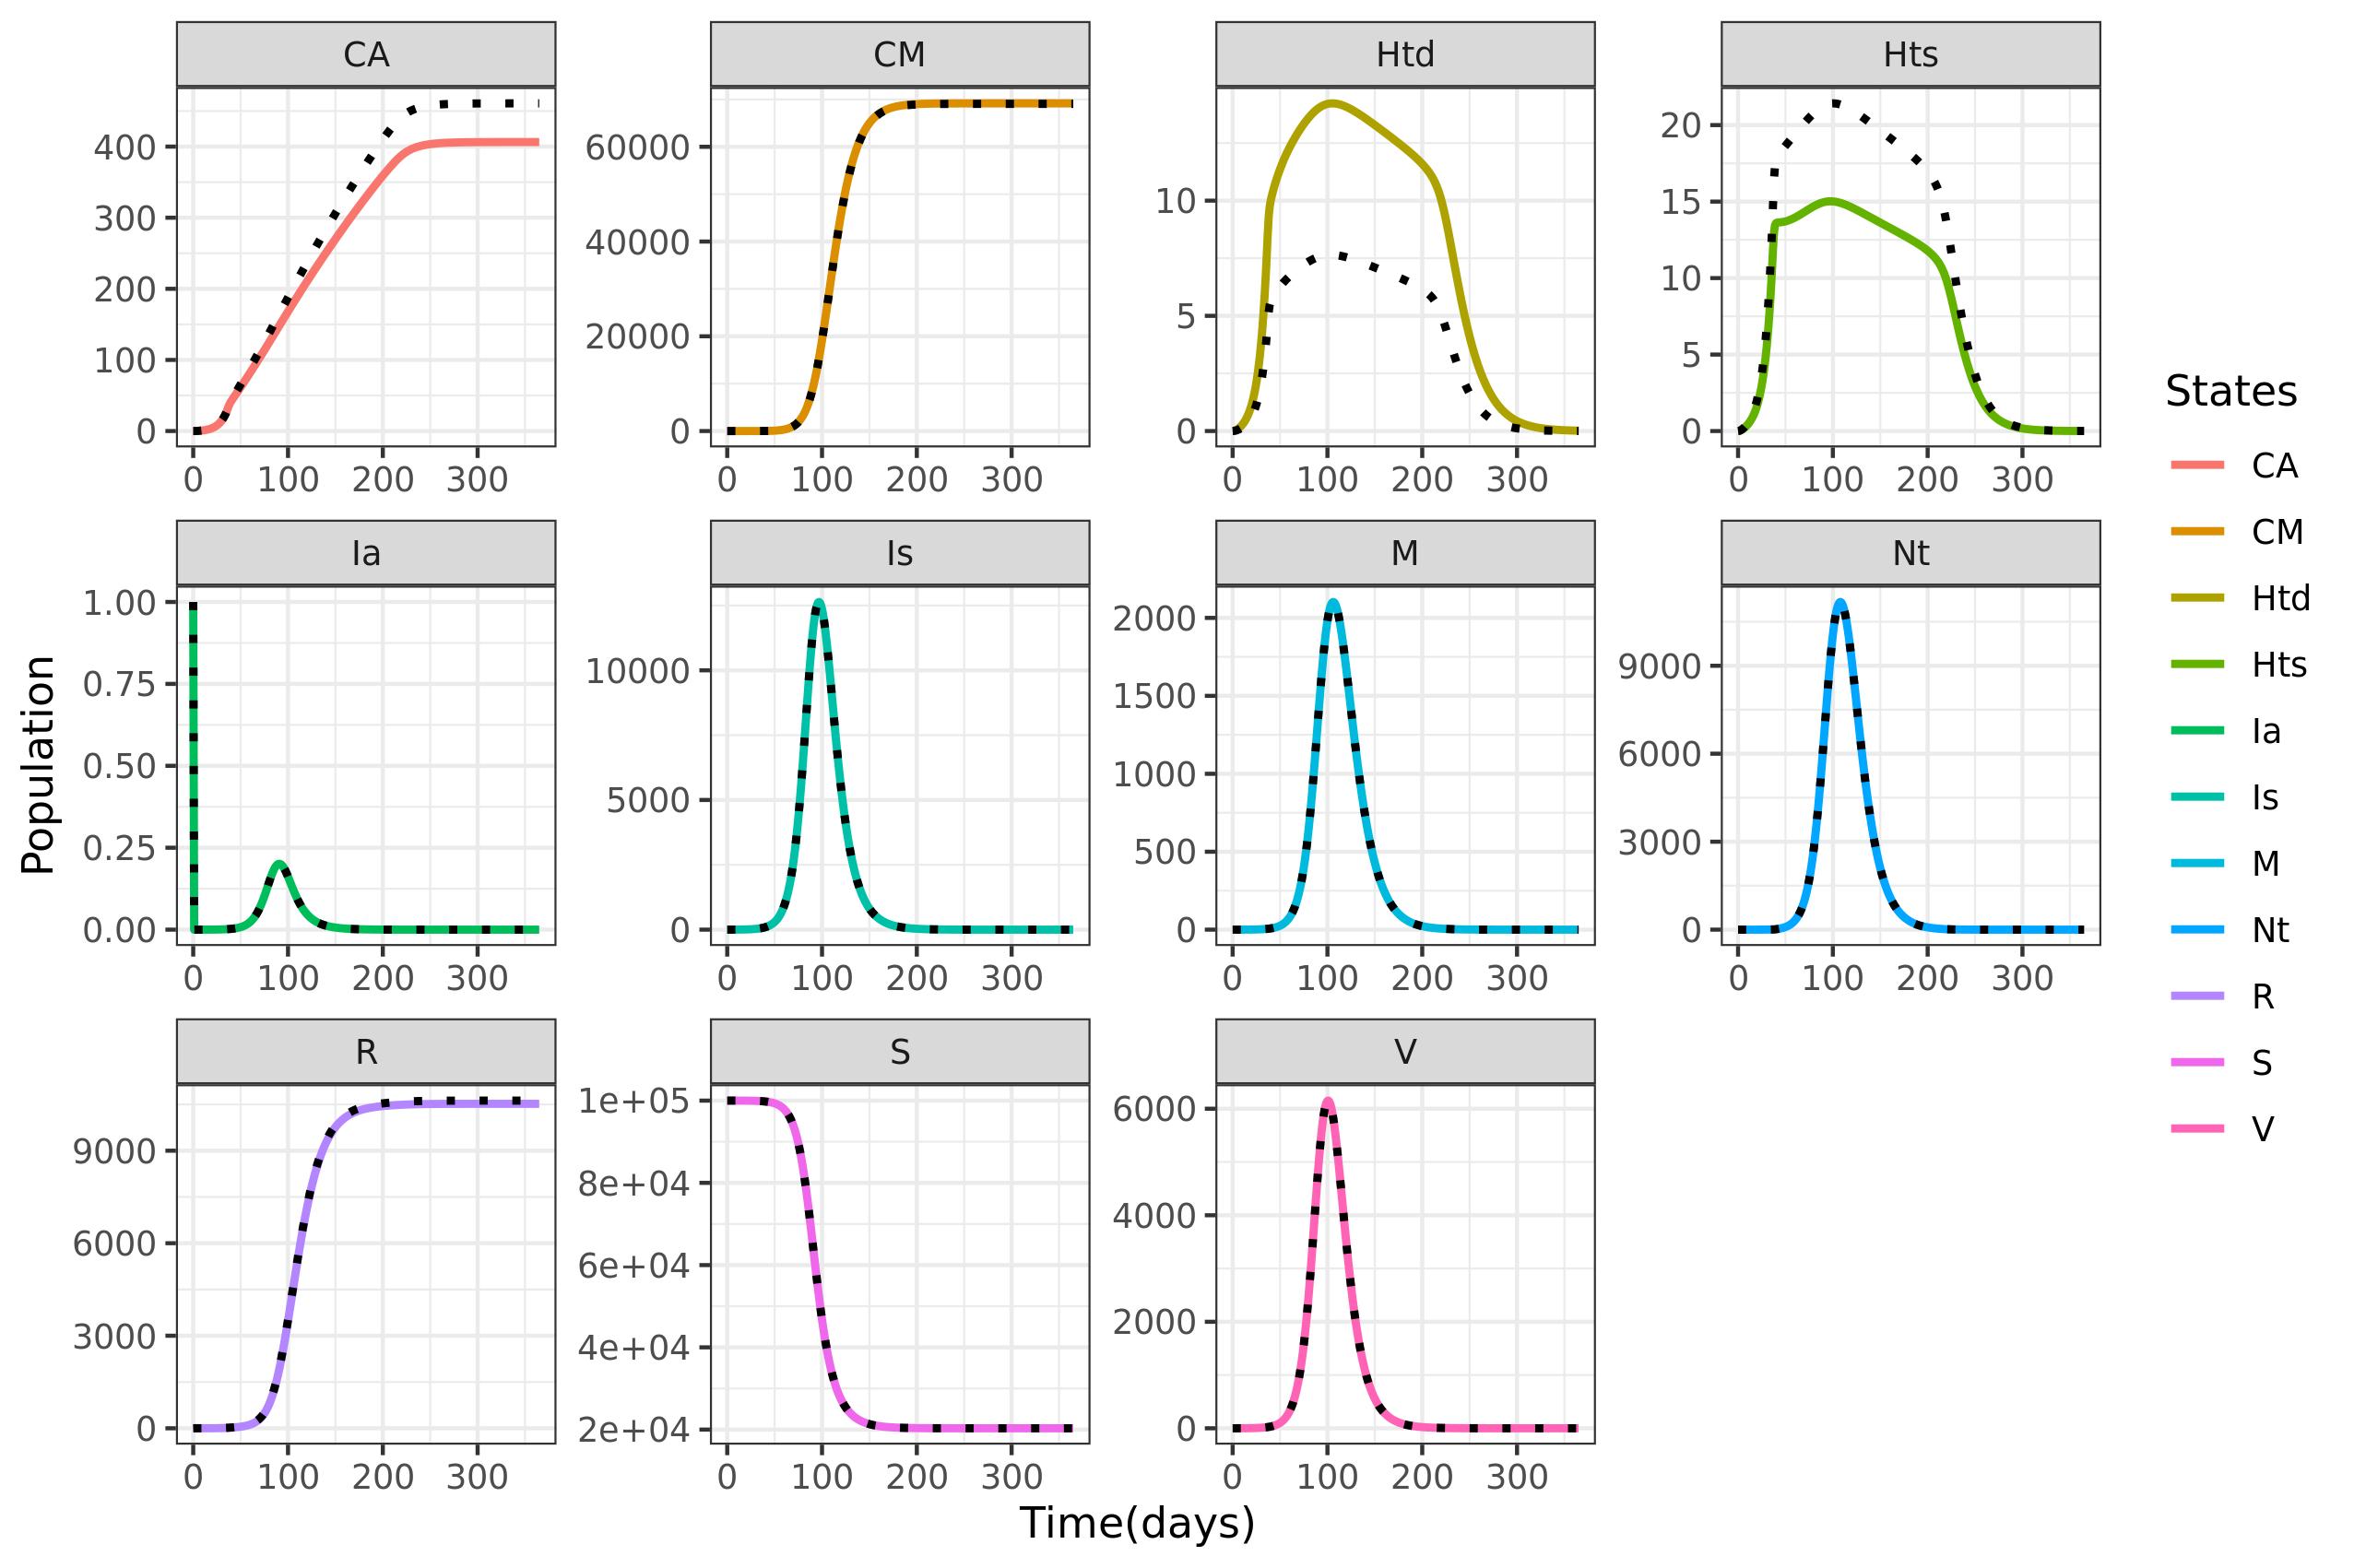 CA CM Htd Hts
400 60000 10 20
300 40000 5 15
200 20000 0 10
100 0 5
0 0
0 100 200 300 0 100 200 300 0 100 200 300 0 100 200 300
Ia Is M Nt
1.00 10000 2000 9000
0.75 5000 1500 6000
0.50 0 1000 3000
0.25 500 0
0.00 0
0 100 200 300 0 100 200 300 0 100 200 300 0 100 200 300
R S V
9000 1e+05 6000
6000 8e+04 4000
3000 6e+04 2000
0 4e+04 0
2e+04
0 100 200 300 0 100 200 300 0 100 200 300
Population
Time(days)
States
CA
CM
Htd
Hts
Ia
Is
M
Nt
R
S
V